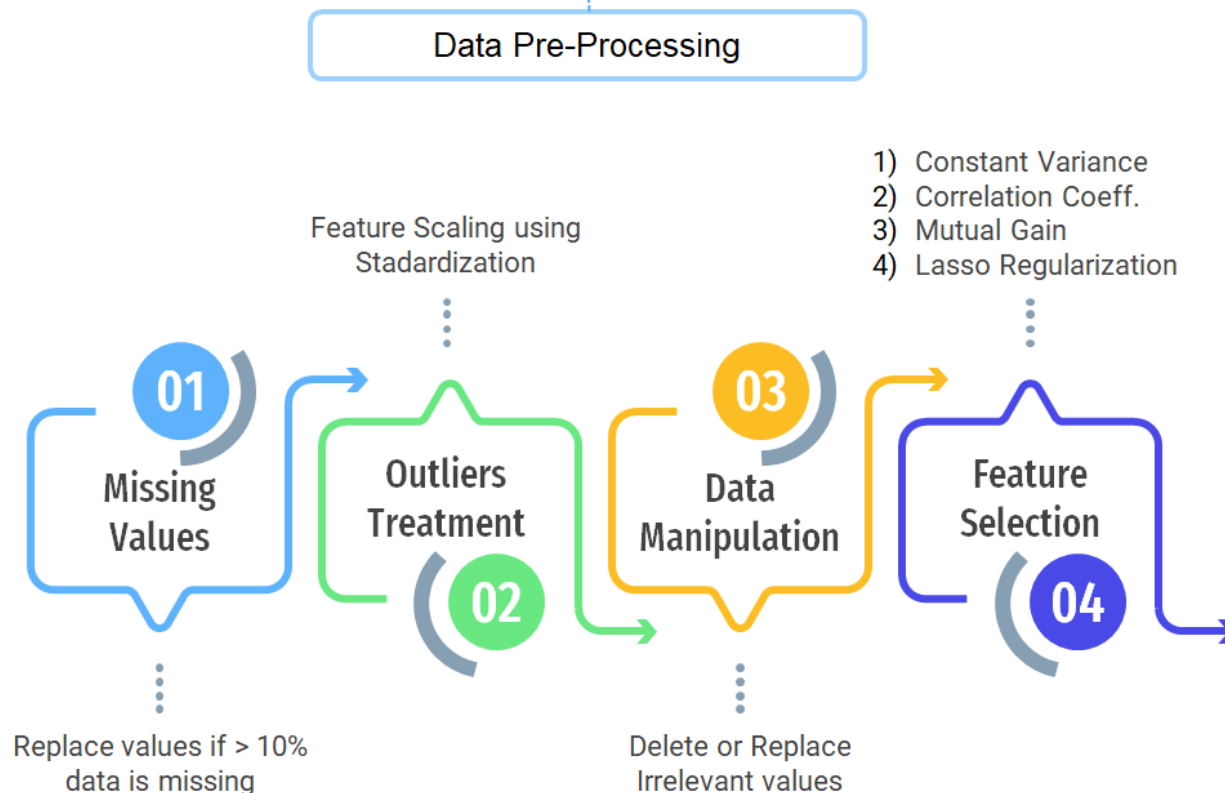 Data Pre-Processing
1) Constant Variance
2) Correlation Coeff.
3) Mutual Gain
4) Lasso Regularization
Feature Scaling using
Stadardization
01
Missing
Values
Outliers
Treatment
02
03
Data
Manipulation
Feature
Selection
04
Replace values if > 10%
data is missing
Delete or Replace
Irrelevant values